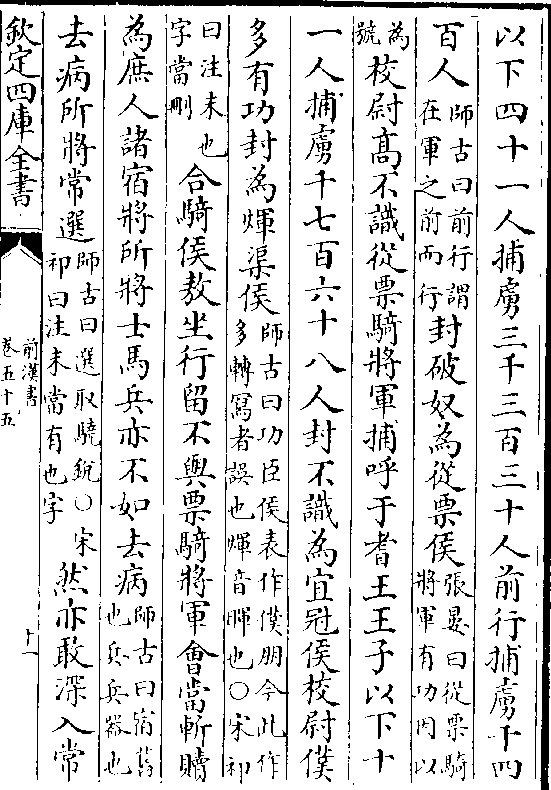 以下四十一人捕虜三千三百三十人前行捕虜千四
百人師古曰前行謂在軍之前而行封破奴為從票侯張晏曰從票騎將軍有功因以
為號校尉髙不識從票騎將軍捕呼于耆王王子以下十
一人捕虜千七百六十八人封不識為宜冠侯校尉僕
多有功封為煇渠侯師古曰功臣侯表作僕朋今此作多轉寫者誤也煇音暉也○宋祁
曰注末也字當刪合騎侯敖坐行留不與票騎將軍會當斬贖
為庶人諸宿將所將士馬兵亦不如去病師古曰宿舊也兵兵器也
去病所將常選師古曰選取驍銳○宋祁曰注末當有也字然亦敢深入常
欽定四庫全書
前漢書
卷五十五
十一